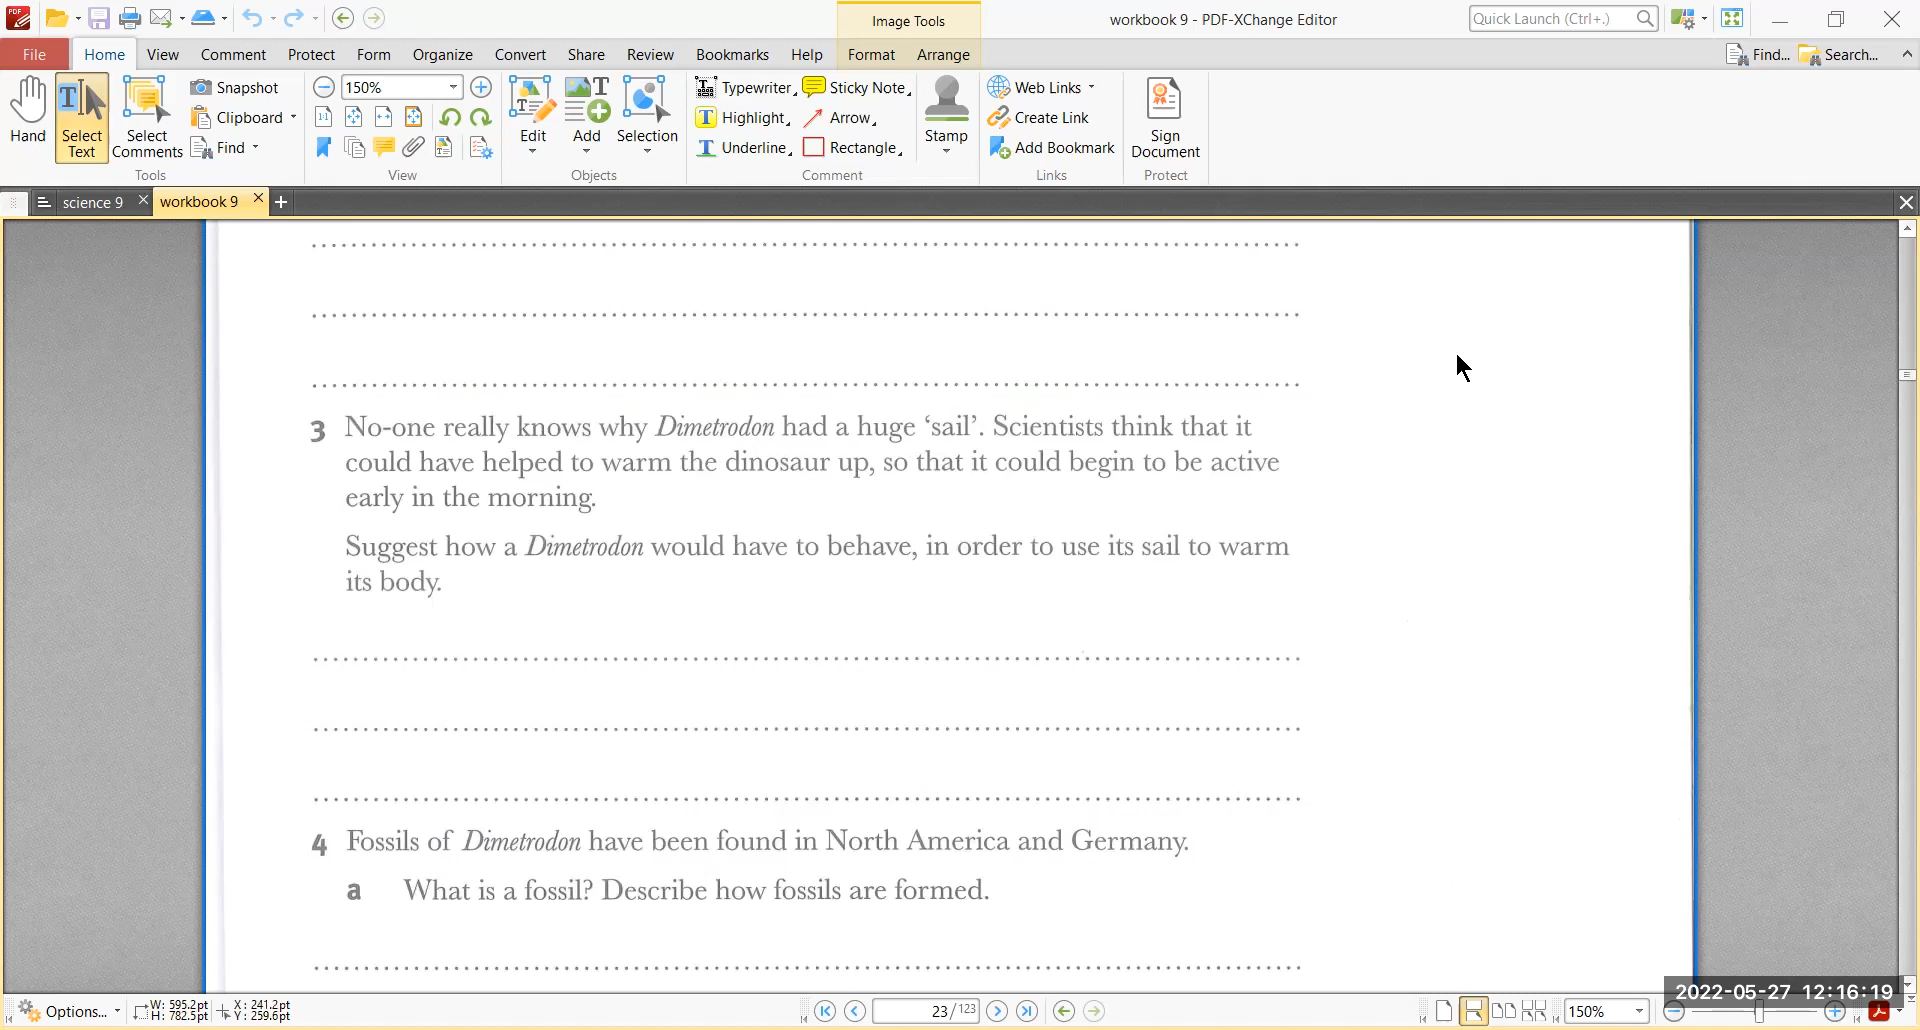 Image Tools
workbook 9 - PDF-XChange Editor
Quick Launch (Ctrl+.)
File Home View Comment Protect Form Organize Convert Share Review Bookmarks Help Format Arrange Find... Search...
Hand
Select Text
Select Comments
Snapshot
Clipboard
Find
Tools
150%
View
Edit
Add
Selection
Objects
Typewriter
Sticky Note
Highlight
Arrow
Underline
Rectangle
Stamp
Comment
Web Links
Create Link
Add Bookmark
Links
Sign Document
Protect
science 9 workbook 9
3 No-one really knows why Dimetrodon had a huge ‘sail’. Scientists think that it
could have helped to warm the dinosaur up, so that it could begin to be active
early in the morning.
Suggest how a Dimetrodon would have to behave, in order to use its sail to warm
its body.
4 Fossils of Dimetrodon have been found in North America and Germany.
a What is a fossil? Describe how fossils are formed.
2022-05-27 12:16:19
Options... W: 595.2pt X: 241.2pt
H: 782.5pt Y: 259.6pt
23 / 123
150%